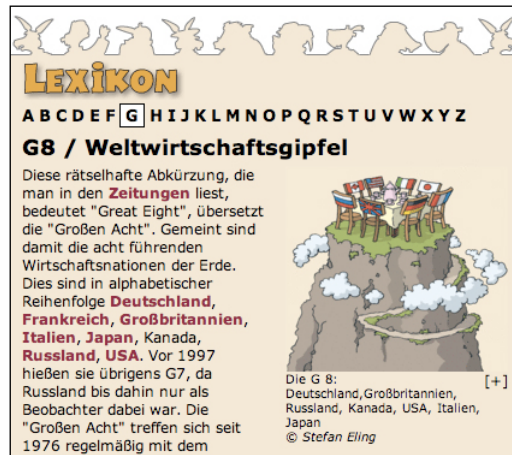 LEXIKON
A B C D E F G H I J K L M N O P Q R S T U V W X Y Z
G8 / Weltwirtschaftsgipfel
Diese rätselhafte Abkürzung, die
man in den Zeitungen liest,
bedeutet "Great Eight", übersetzt
die "Großen Acht". Gemeint sind
damit die acht führenden
Wirtschaftsnationen der Erde.
Dies sind in alphabetischer
Reihenfolge Deutschland,
Frankreich, Großbritannien,
Italien, Japan, Kanada,
Russland, USA. Vor 1997
hießen sie übrigens G7, da
Russland bis dahin nur als
Beobachter dabei war. Die
"Großen Acht" treffen sich seit
1976 regelmäßig mit dem
Die G 8:
[+]
Deutschland,Großbritannien,
Russland, Kanada, USA, Italien,
Japan
© Stefan Eling